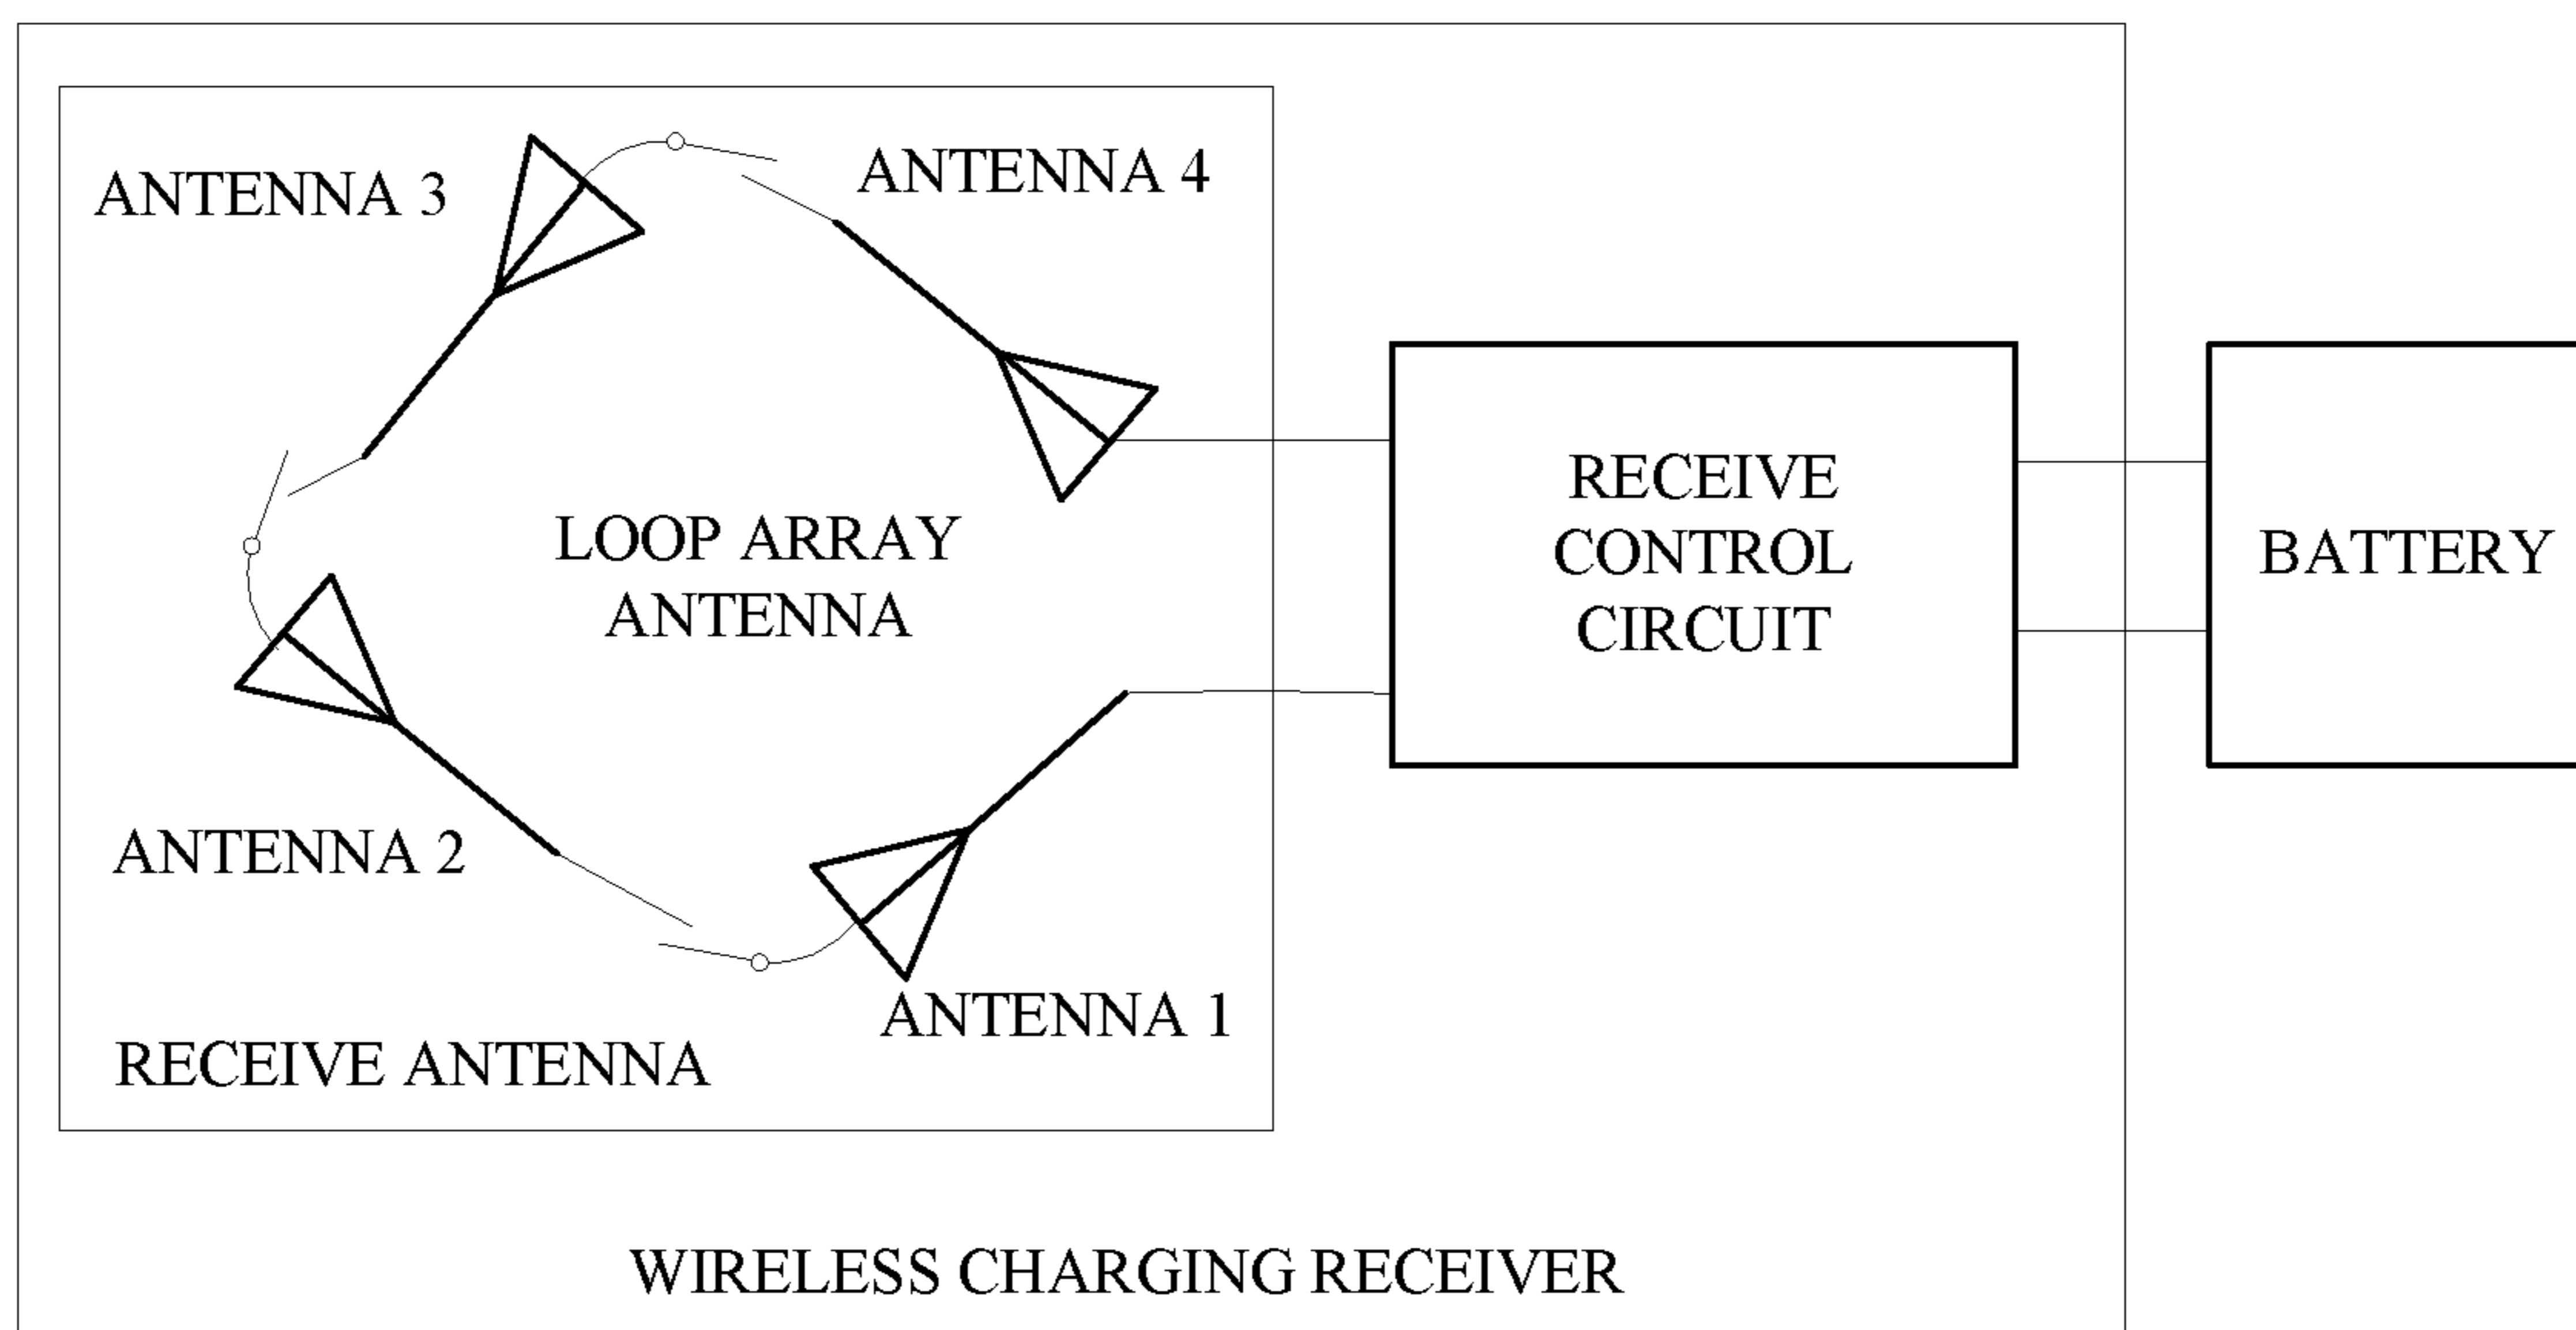 ANTENNA 3
ANTENNA 4
LOOP ARRAY
ANTENNA
RECEIVE
CONTROL
CIRCUIT
BATTERY
ANTENNA 2
ANTENNA 1
RECEIVE ANTENNA
WIRELESS CHARGING RECEIVER